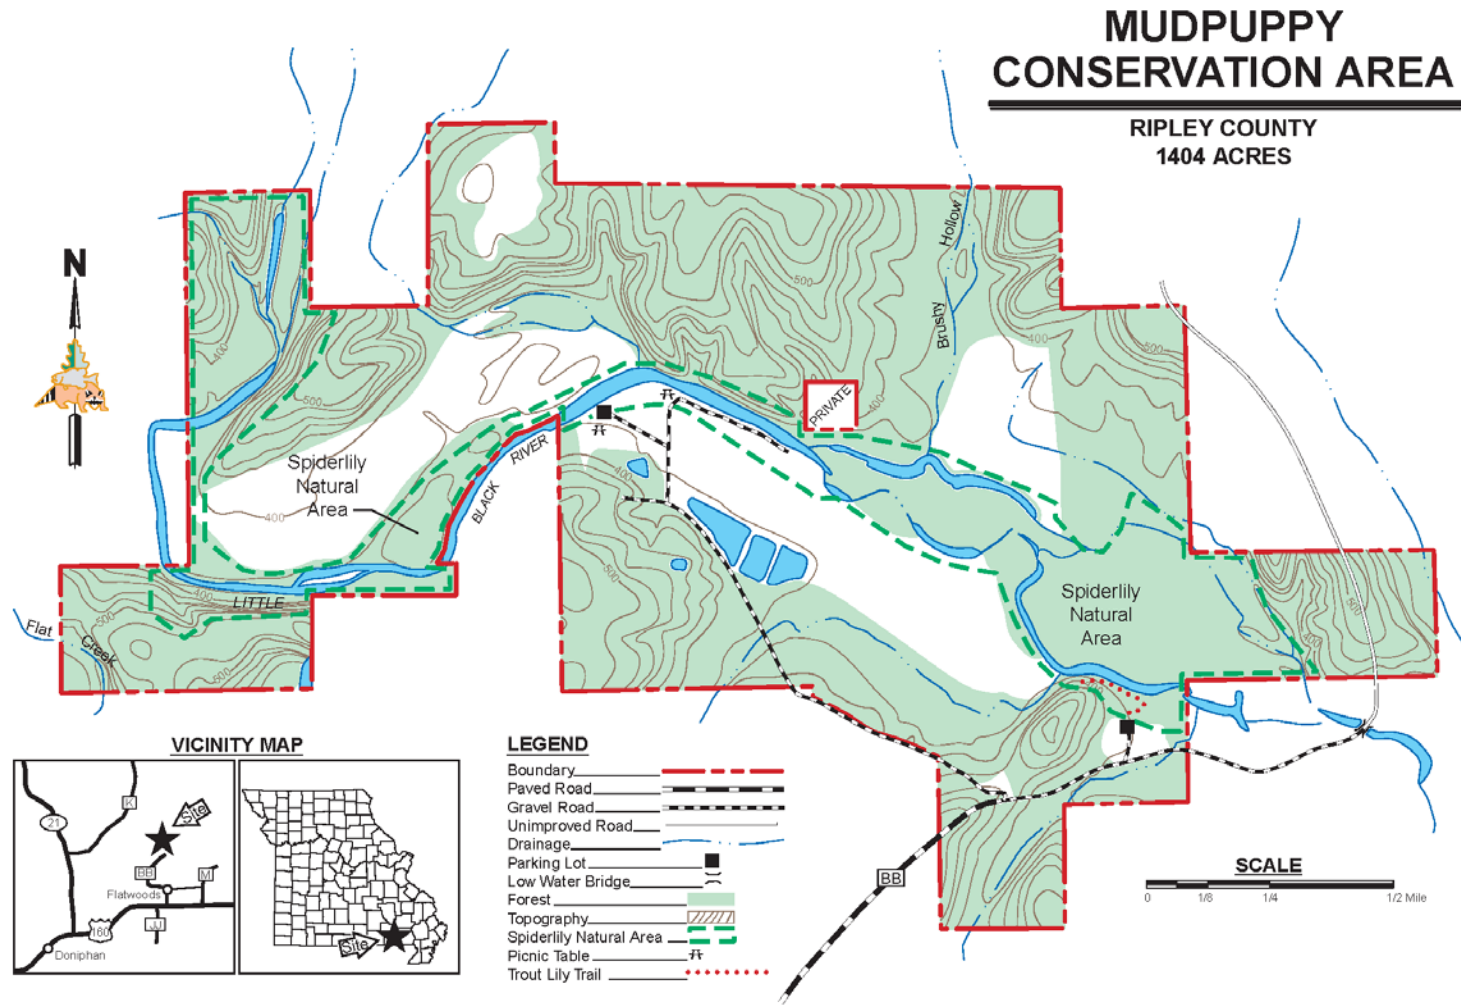 MUDPUPPY
CONSERVATION AREA
RIPLEY COUNTY
1404 ACRES
N
Hollow
Brushy
500
500
400
400
400
PRIVATE
500
Spiderlily
Natural
Area
RIVER
BLACK
400
400
500
400
LITTLE
500
500
Flat
Creek
Spiderlily
Natural
Area
500
400
500
BB
VICINITY MAP
21
K
Site
BB
M
Flatwoods
160
JJ
Doniphan
Site
LEGEND
Boundary
Paved Road
Gravel Road
Unimproved Road
Drainage
Parking Lot
Low Water Bridge
Forest
Topography
Spiderlily Natural Area
Picnic Table
Trout Lily Trail
SCALE
0 1/8 1/4 1/2 Mile